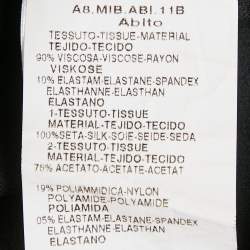 A8.MIB.ABI.11B
Abito
TESSUTO-TISSUE-MATERIAL
TEJIDO-TECIDO
90% VISCOSA-VISCOSE-RAYON
VISKOSE
10% ELASTAM-ELASTANE-SPANDEX
ELASTHANNE-ELASTHAN
ELASTANO
1-TESSUTO-TISSUE
MATERIAL-TEJIDO-TECIDO
100%SETA-SILK-SOIE-SEIDE-SEDA
2-TESSUTO-TISSUE
MATERIAL-TEJIDO-TECIDO
76% ACETATO-ACETATE-ACETAT
19% POLIAMMIDICA-NYLON
POLYAMIDE-POLYAMIDE
POLIAMIDA
05% ELASTAM-ELASTANE-SPANDEX
ELASTHANNE-ELASTHAN
ELASTANO